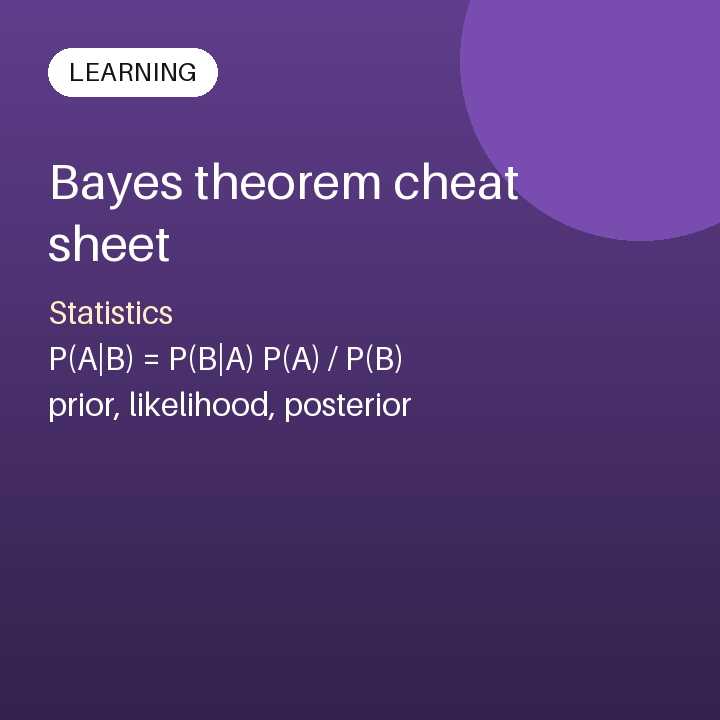 LEARNING
Bayes theorem cheat
sheet
Statistics
P(A|B) = P(B|A) P(A) / P(B)
prior, likelihood, posterior